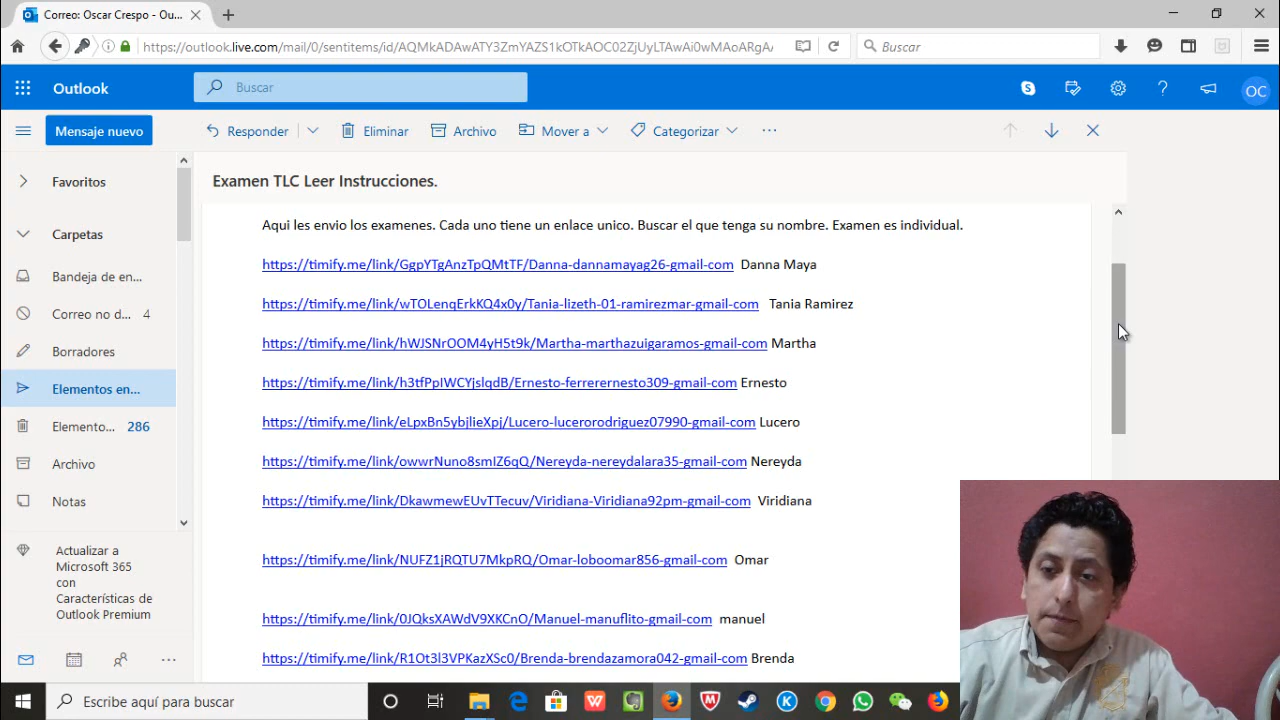 Correo: Oscar Crespo - Ou...
https://outlook.live.com/mail/0/sentitems/id/AQMkADAwATY3ZmYAZS1kOTkAOC02ZjUyLTAwAi0wMAoARgAA
Buscar
Outlook
Buscar
OC
Mensaje nuevo
Responder
Eliminar
Archivo
Mover a
Categorizar
Favoritos
Carpetas
Bandeja de en...
Correo no d... 4
Borradores
Elementos en...
Elemento... 286
Archivo
Notas
Actualizar a
Microsoft 365
con
Características de
Outlook Premium
Examen TLC Leer Instrucciones.
Aqui les envio los examenes. Cada uno tiene un enlace unico. Buscar el que tenga su nombre. Examen es individual.
https://timify.me/link/GgpYTgAnzTpQMtTF/Danna-dannamayag26-gmail-com Danna Maya
https://timify.me/link/wTOLenqErkKQ4x0y/Tania-lizeth-01-ramirezmar-gmail-com Tania Ramirez
https://timify.me/link/hWJSNrOOM4yH5t9k/Martha-marthazuigaramos-gmail-com Martha
https://timify.me/link/h3tfPpIWCYjslqdB/Ernesto-ferrerernesto309-gmail-com Ernesto
https://timify.me/link/eLpxBn5ybjlieXpj/Lucero-lucerorodriguez07990-gmail-com Lucero
https://timify.me/link/owwrNuno8smIZ6qQ/Nereyda-nereydalara35-gmail-com Nereyda
https://timify.me/link/DkawmewEUvTTecuv/Viridiana-Viridiana92pm-gmail-com Viridiana
https://timify.me/link/NUFZ1jRQTU7MkpRQ/Omar-loboomar856-gmail-com Omar
https://timify.me/link/0JQksXAWdV9XKCnO/Manuel-manuflito-gmail-com manuel
https://timify.me/link/R1Ot3l3VPKazXSc0/Brenda-brendazamora042-gmail-com Brenda
Escribe aquí para buscar